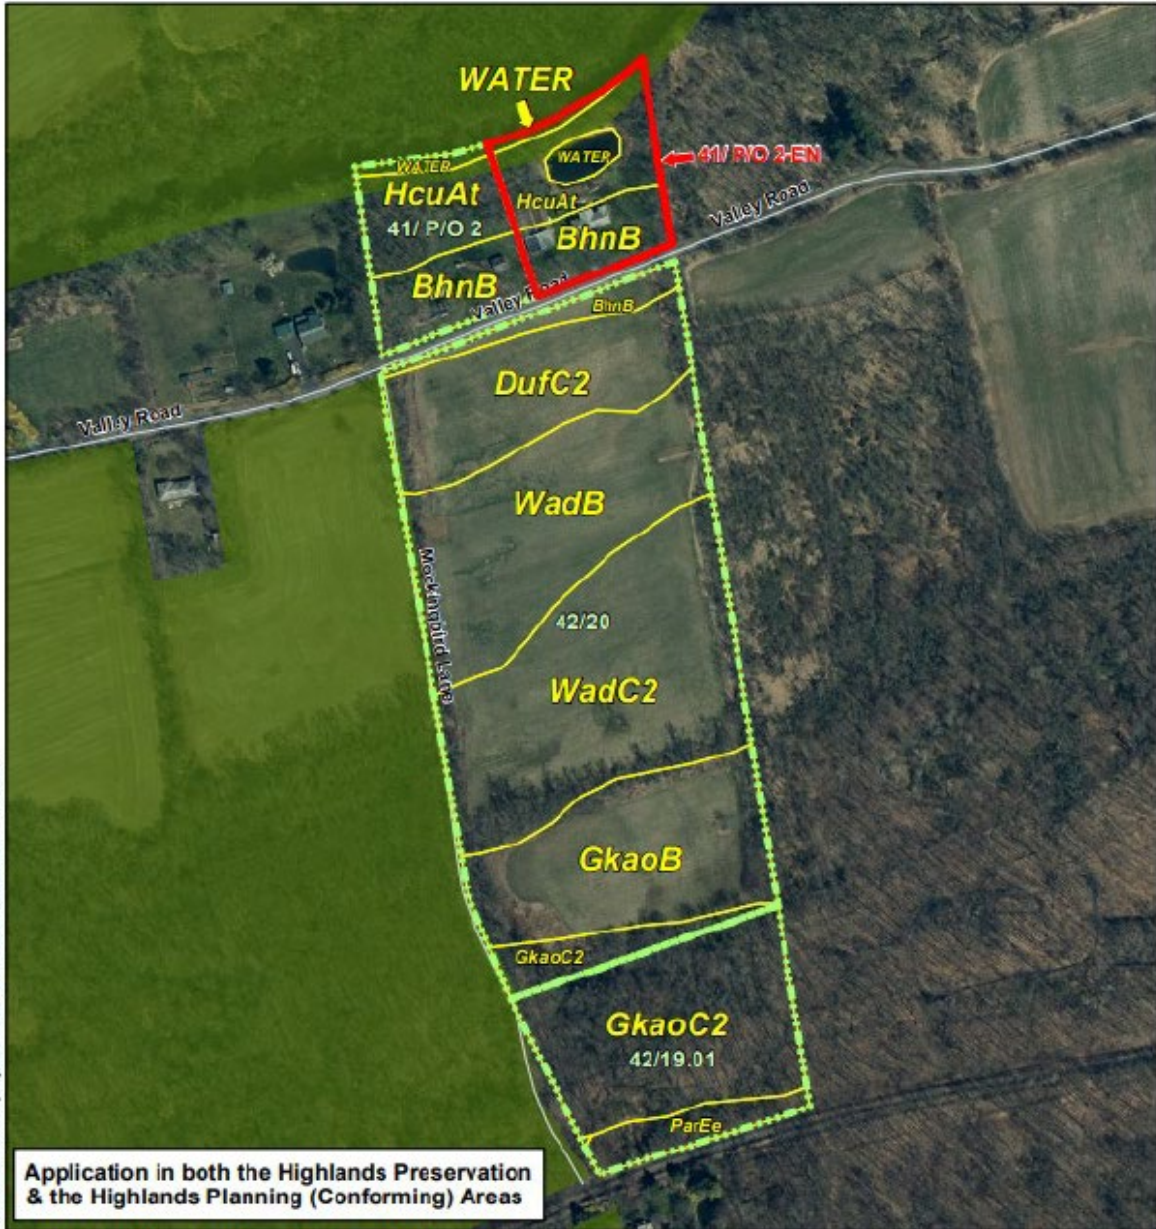 WATER
WATER
WATER
41/ P/O 2-EN
HcuAt
HcuAt
Valley Road
41/ P/O 2
BhnB
BhnB
Valley Road
BhnB
DufC2
Valley Road
WadB
Mockingbird Lane
42/20
WadC2
GkaoB
GkaoC2
GkaoC2
42/19.01
ParEe
Application in both the Highlands Preservation
& the Highlands Planning (Conforming) Areas